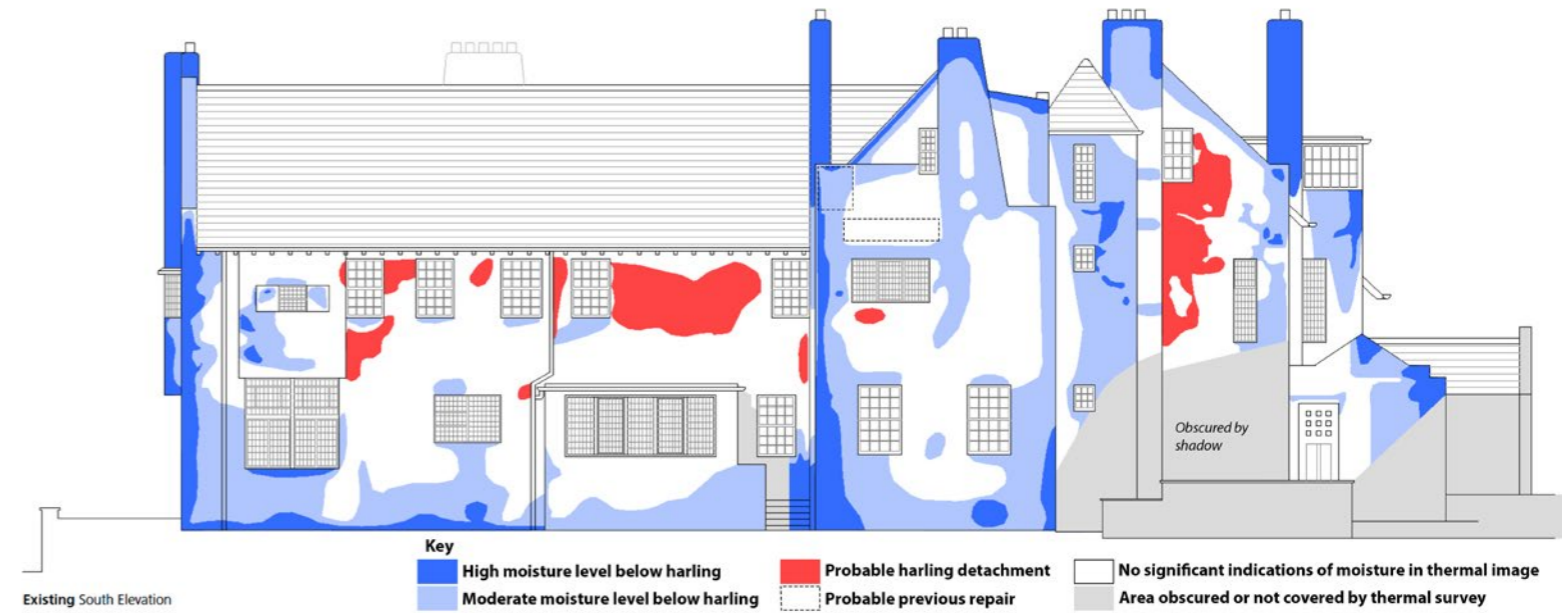 Obscured by
shadow
Key
High moisture level below harling
Probable harling detachment
No significant indications of moisture in thermal image
Moderate moisture level below harling
Probable previous repair
Area obscured or not covered by thermal survey
Existing South Elevation